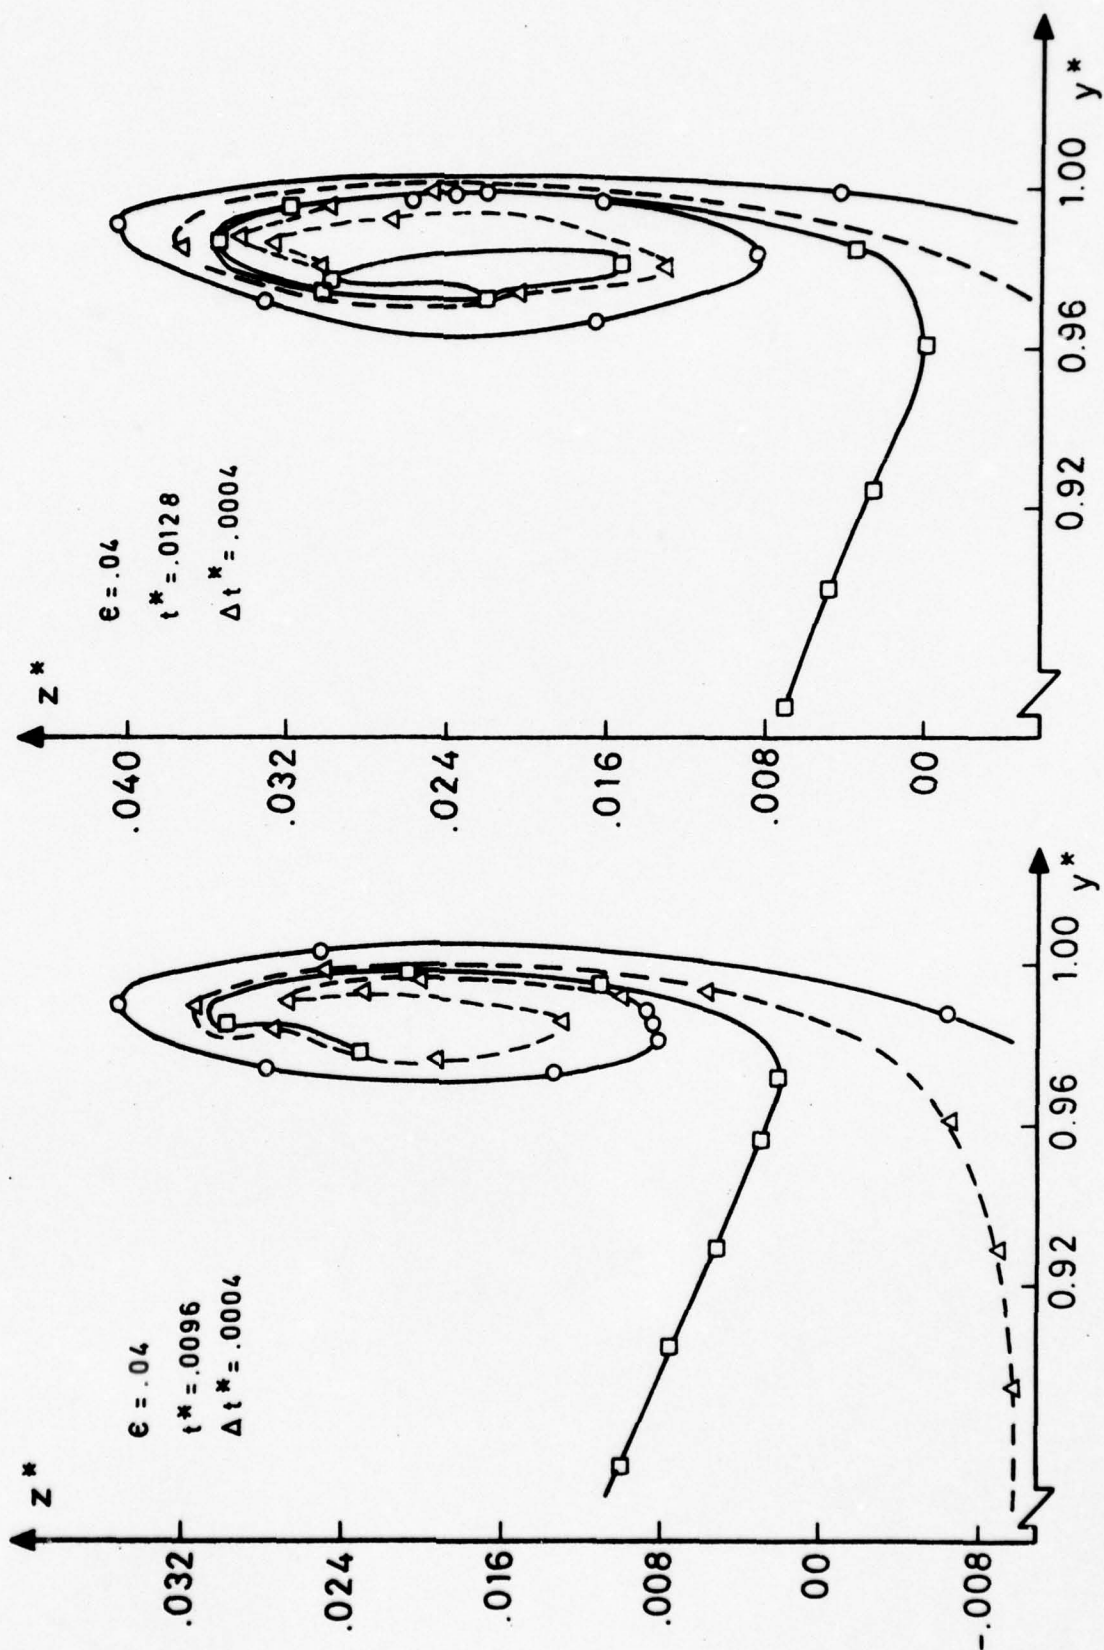 z*
ϵ = .04
t* = .0096
Δt* = .0004
.032
.024
.016
.008
00
-.008
0.92
0.96
1.00
y*
z*
ϵ = .04
t* = .0128
Δt* = .0004
.040
.032
.024
.016
.008
00
0.92
0.96
1.00
y*